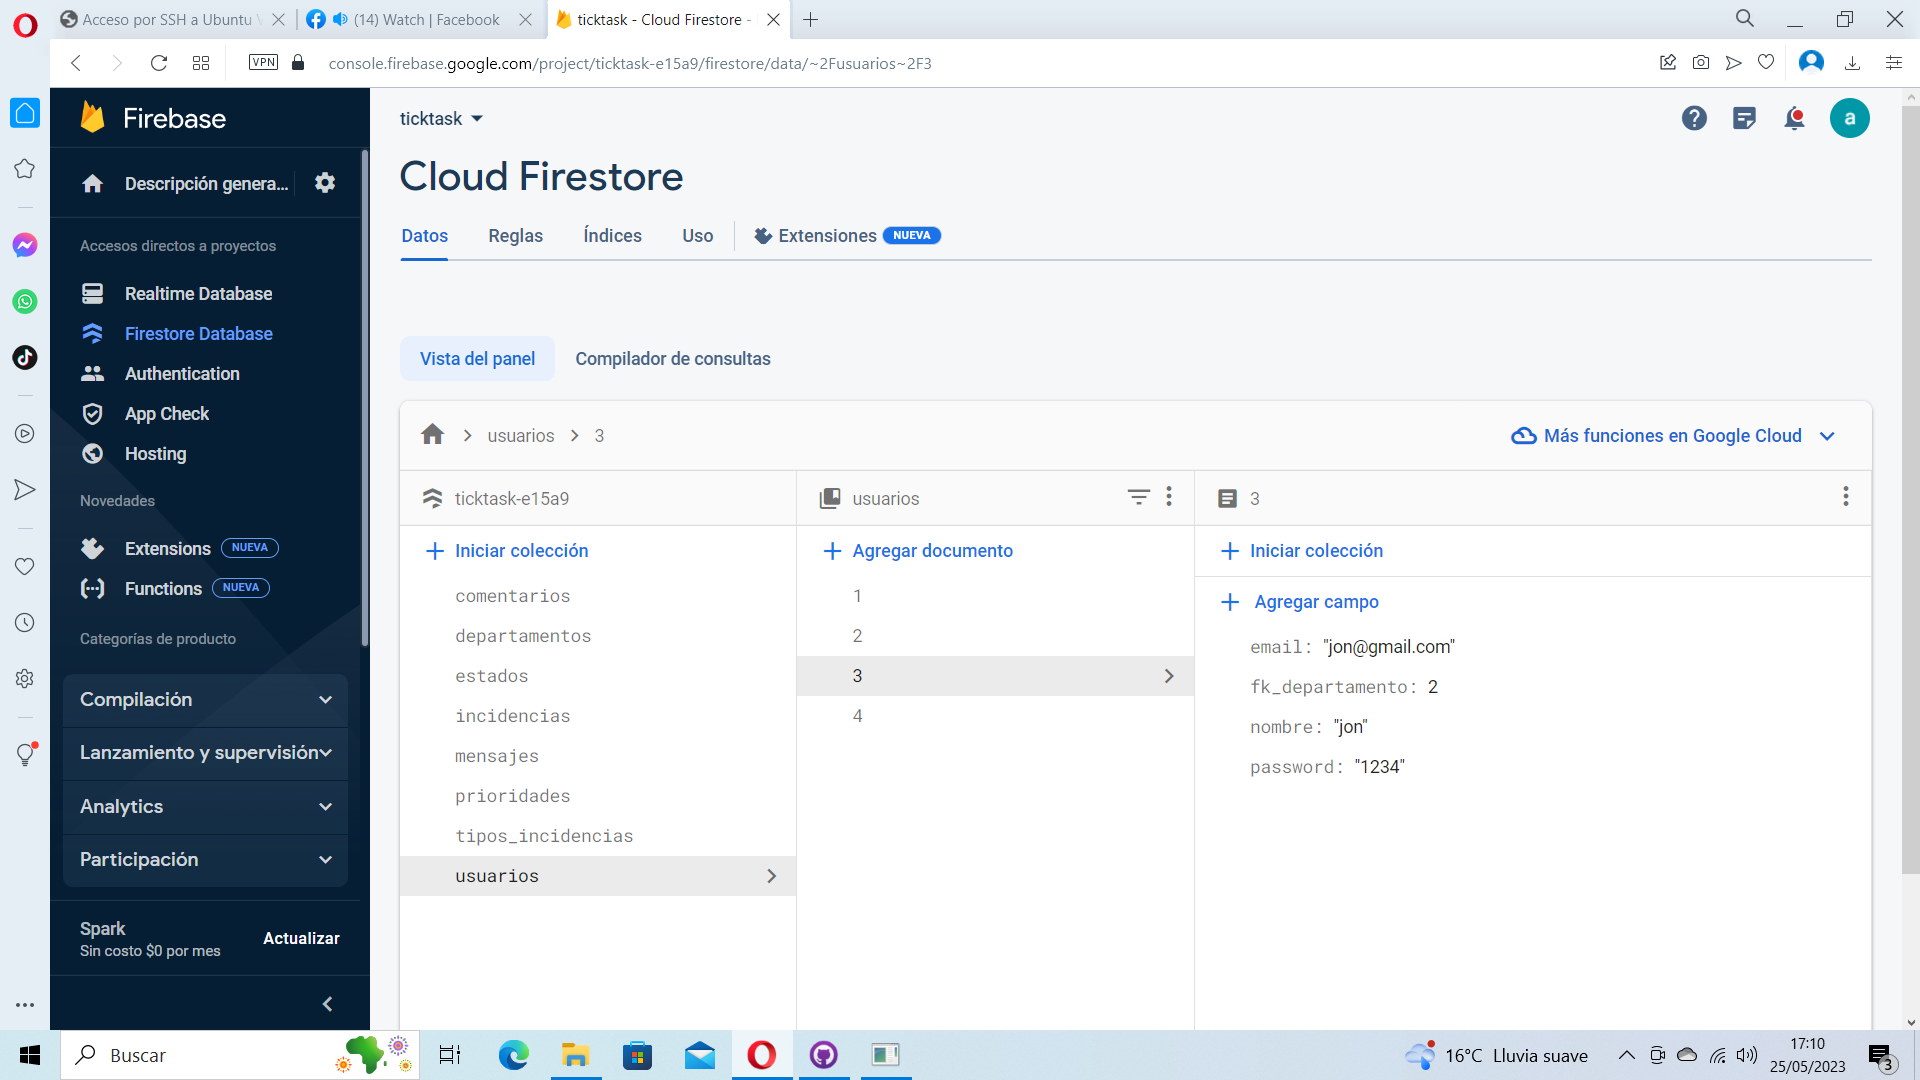 Acceso por SSH a Ubuntu
(14) Watch | Facebook
ticktask - Cloud Firestore -
VPN
console.firebase.google.com/project/ticktask-e15a9/firestore/data/~2Fusuarios~2F3
Firebase
Descripción genera...
Accesos directos a proyectos
Realtime Database
Firestore Database
Authentication
App Check
Hosting
Novedades
Extensions NUEVA
Functions NUEVA
Categorías de producto
Compilación
Lanzamiento y supervisión
Analytics
Participación
Spark
Sin costo $0 por mes
Actualizar
ticktask
a
Cloud Firestore
Datos
Reglas
Índices
Uso
Extensiones NUEVA
Vista del panel
Compilador de consultas
usuarios
3
Más funciones en Google Cloud
ticktask-e15a9
Iniciar colección
comentarios
departamentos
estados
incidencias
mensajes
prioridades
tipos_incidencias
usuarios
usuarios
Agregar documento
1
2
3
4
3
Iniciar colección
Agregar campo
email: "jon@gmail.com"
fk_departamento: 2
nombre: "jon"
password: "1234"
Buscar
16°C Lluvia suave
17:10
25/05/2023
3